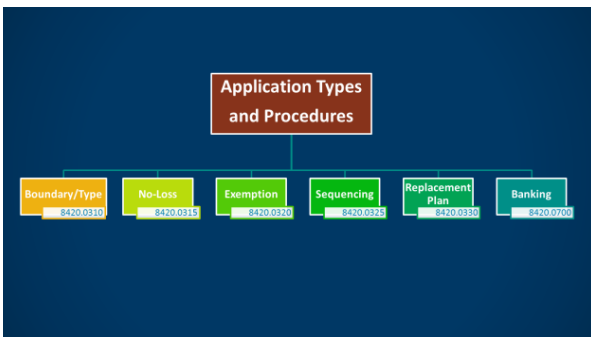 Application Types
and Procedures
Boundary/Type
8420.0310
No-Loss
8420.0315
Exemption
8420.0320
Sequencing
8420.0325
Replacement
Plan
8420.0330
Banking
8420.0700